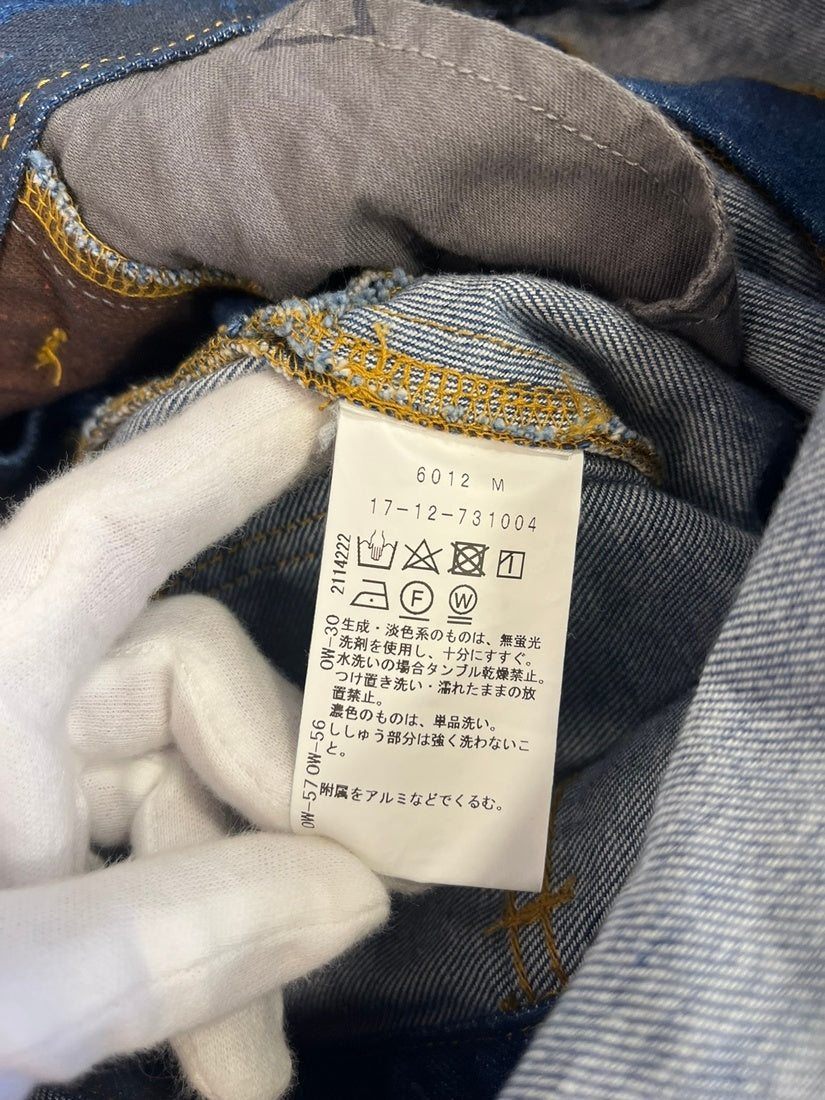 6012 M
17-12-731004
2114222
F W
0W-30
生成・淡色系のものは、無蛍光
洗剤を使用し、十分にすすぐ。
水洗いの場合タンブル乾燥禁止。
つけ置き洗い・濡れたままの放
置禁止。
濃色のものは、単品洗い。
ししゅう部分は強く洗わないこ
と。
0W-56
0W-57
附属をアルミなどでくるむ。